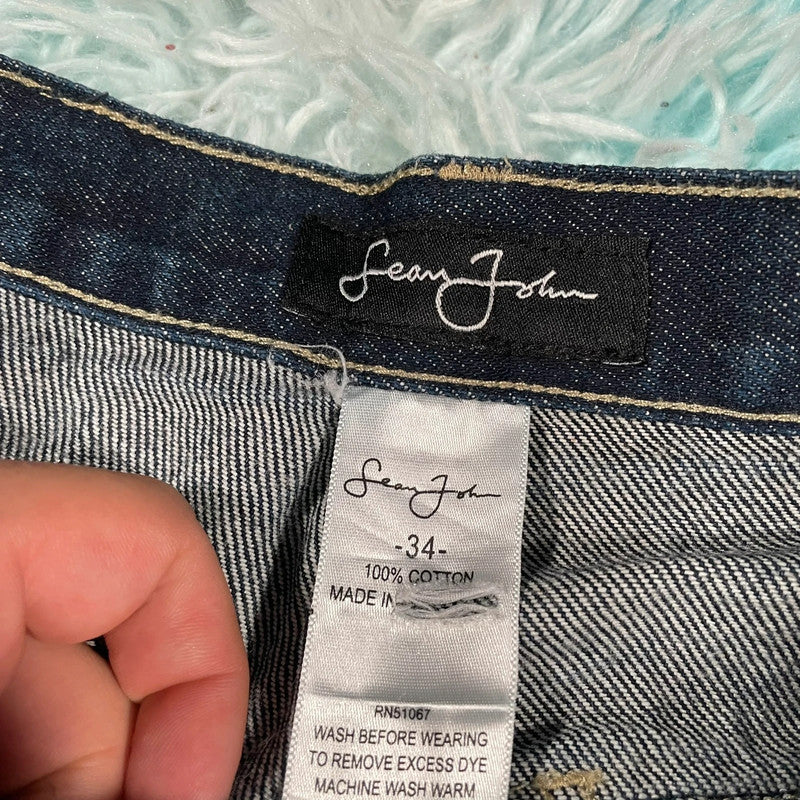 Sean John
Sean John
-34-
100% COTTON
MADE IN
RN51067
WASH BEFORE WEARING
TO REMOVE EXCESS DYE
MACHINE WASH WARM